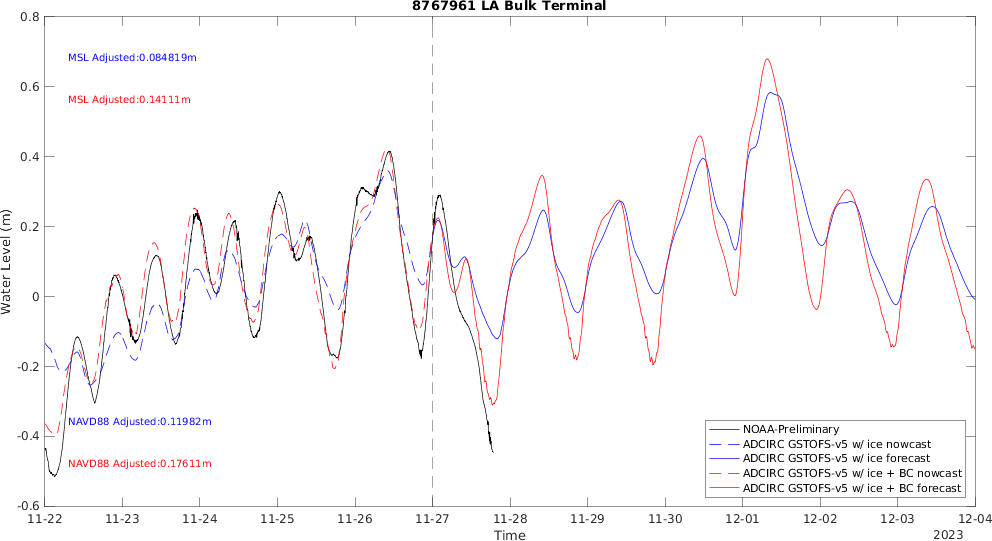 8767961 LA Bulk Terminal
0.8
0.6
0.4
0.2
0
-0.2
-0.4
-0.6
Water Level (m)
MSL Adjusted:0.084819m
MSL Adjusted:0.14111m
NAVD88 Adjusted:0.11982m
NAVD88 Adjusted:0.17611m
NOAA-Preliminary
ADCIRC GSTOFS-v5 w/ ice nowcast
ADCIRC GSTOFS-v5 w/ ice forecast
ADCIRC GSTOFS-v5 w/ ice + BC nowcast
ADCIRC GSTOFS-v5 w/ ice + BC forecast
11-22 11-23 11-24 11-25 11-26 11-27 11-28 11-29 11-30 12-01 12-02 12-03 12-04
Time
2023